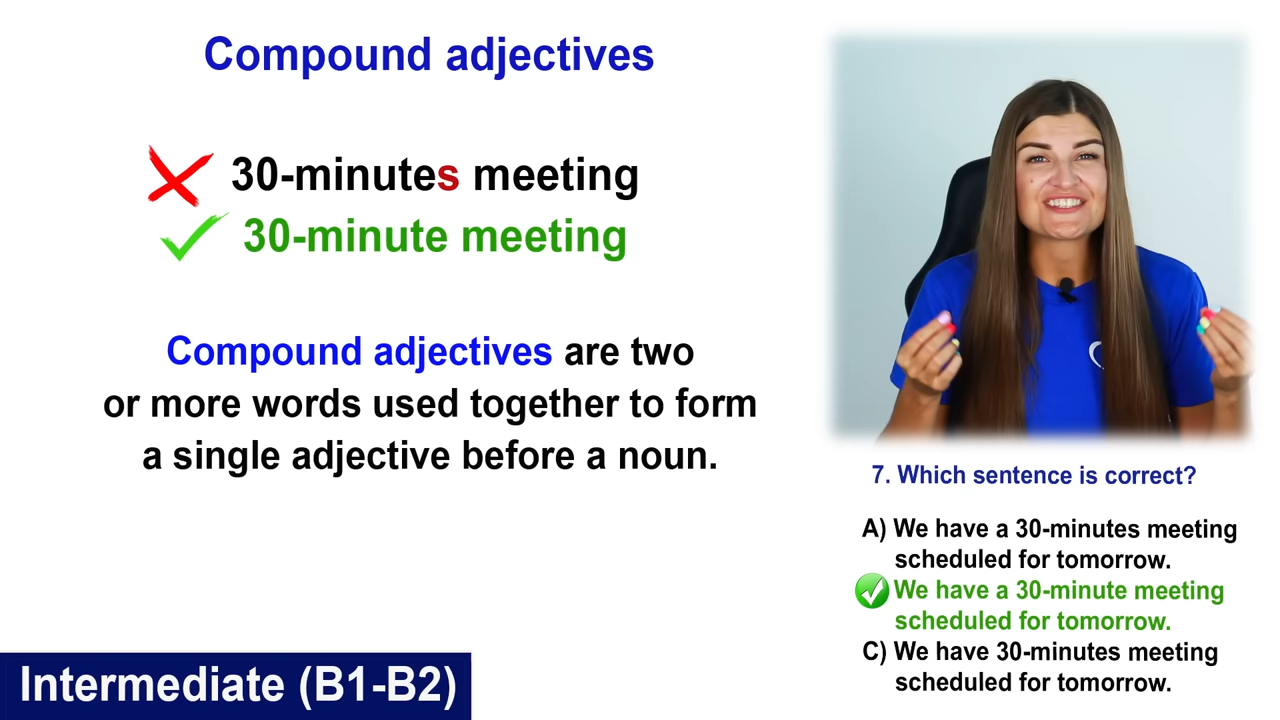 Compound adjectives
30-minutes meeting
30-minute meeting
Compound adjectives are two
or more words used together to form
a single adjective before a noun.
7. Which sentence is correct?
A) We have a 30-minutes meeting
scheduled for tomorrow.
We have a 30-minute meeting
scheduled for tomorrow.
C) We have 30-minutes meeting
scheduled for tomorrow.
Intermediate (B1-B2)